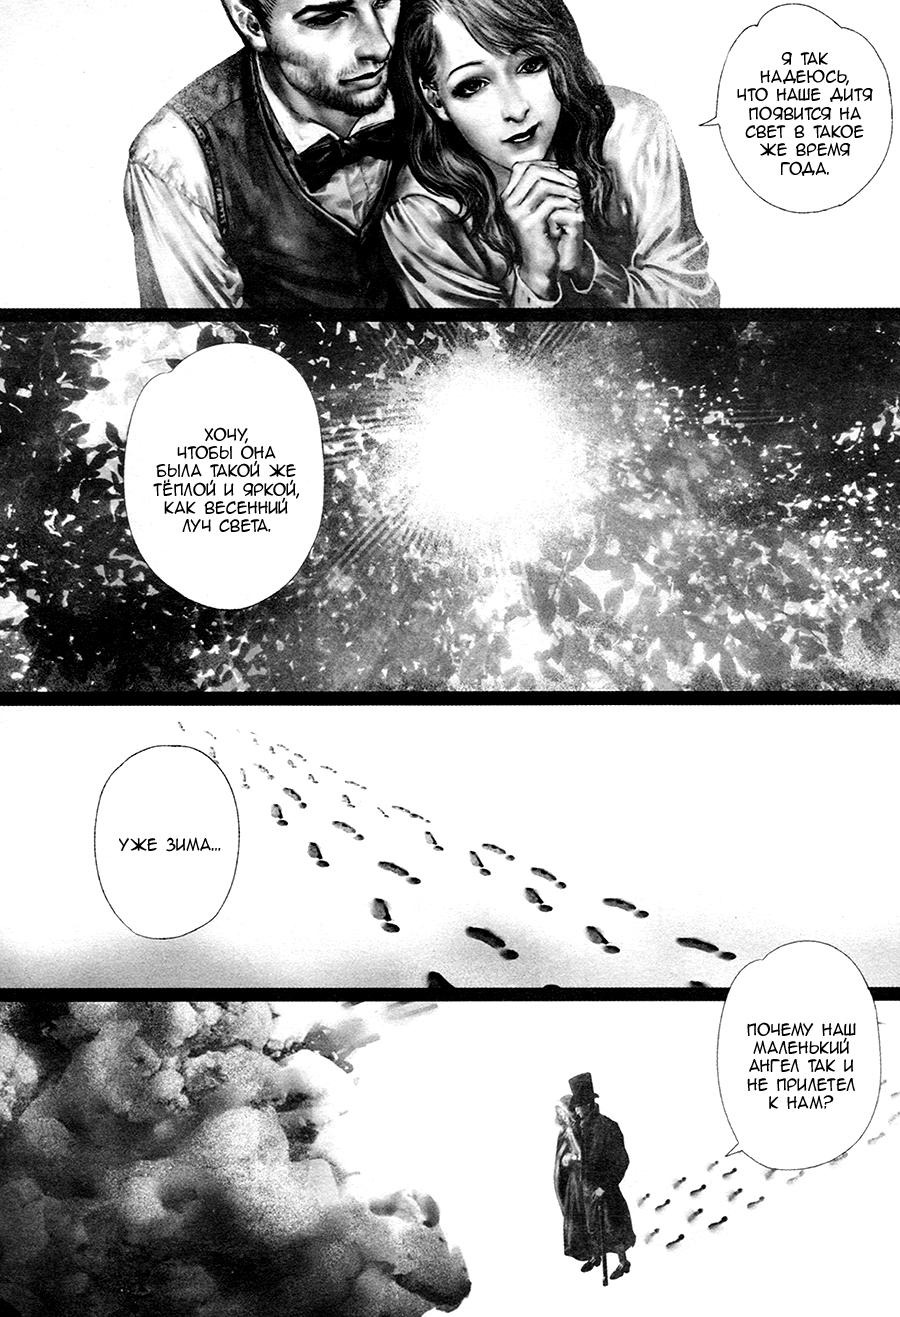 Я ТАК
НАДЕЮСЬ,
ЧТО НАШЕ ДИТЯ
ПОЯВИТСЯ НА
СВЕТ В ТАКОЕ
ЖЕ ВРЕМЯ
ГОДА.
ХОЧУ,
ЧТОБЫ ОНА
БЫЛА ТАКОЙ ЖЕ
ТЁПЛОЙ И ЯРКОЙ,
КАК ВЕСЕННИЙ
ЛУЧ СВЕТА.
УЖЕ ЗИМА...
ПОЧЕМУ НАШ
МАЛЕНЬКИЙ
АНГЕЛ ТАК И
НЕ ПРИЛЕТЕЛ
К НАМ?